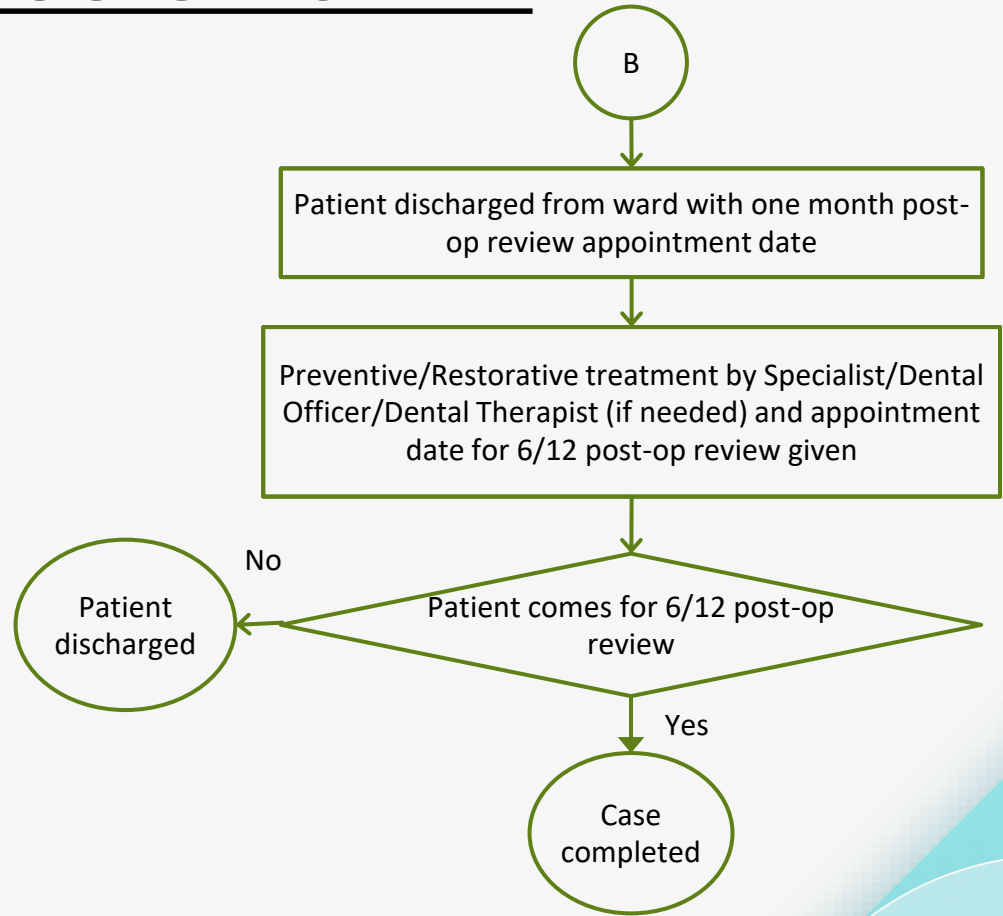 B
Patient discharged from ward with one month post-
op review appointment date
Preventive/Restorative treatment by Specialist/Dental
Officer/Dental Therapist (if needed) and appointment
date for 6/12 post-op review given
No
Patient
discharged
Patient comes for 6/12 post-op
review
Yes
Case
completed